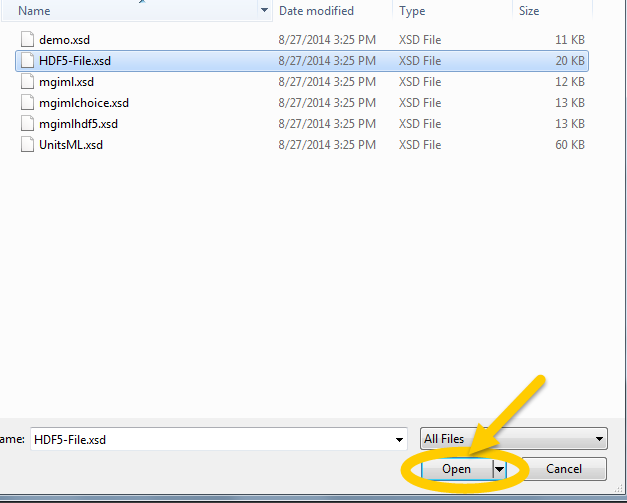 Name Date modified Type Size
demo.xsd 8/27/2014 3:25 PM XSD File 11 KB
HDF5-File.xsd 8/27/2014 3:25 PM XSD File 20 KB
mgiml.xsd 8/27/2014 3:25 PM XSD File 12 KB
mgimlchoice.xsd 8/27/2014 3:25 PM XSD File 13 KB
mgimlhdf5.xsd 8/27/2014 3:25 PM XSD File 13 KB
UnitsML.xsd 8/27/2014 3:25 PM XSD File 60 KB
ame: HDF5-File.xsd All Files
Open Cancel